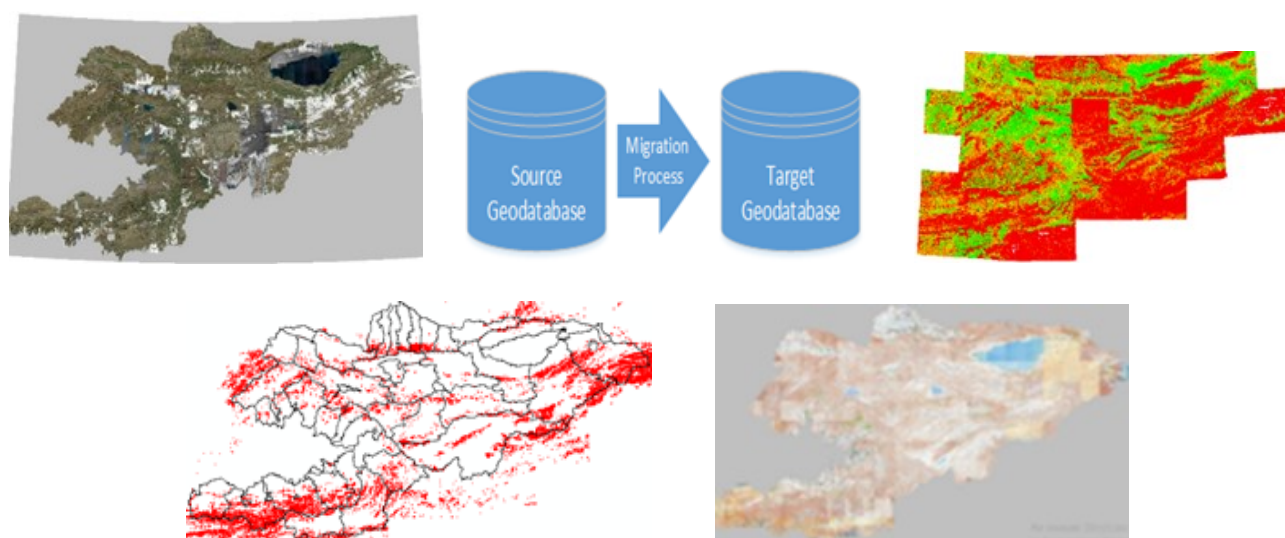 Source
Geodatabase
Migration
Process
Target
Geodatabase